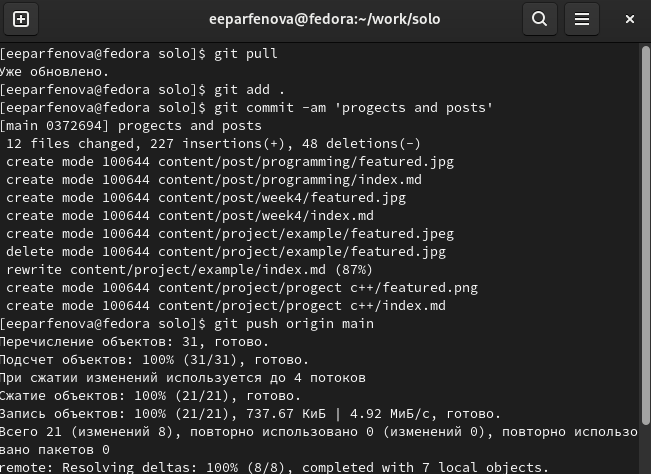 eeparfenova@fedora:~/work/solo
[eeparfenova@fedora solo]$ git pull
Уже обновлено.
[eeparfenova@fedora solo]$ git add .
[eeparfenova@fedora solo]$ git commit -am 'progects and posts'
[main 0372694] progects and posts
12 files changed, 227 insertions(+), 48 deletions(-)
create mode 100644 content/post/programming/featured.jpg
create mode 100644 content/post/programming/index.md
create mode 100644 content/post/week4/featured.jpg
create mode 100644 content/post/week4/index.md
create mode 100644 content/project/example/featured.jpeg
delete mode 100644 content/project/example/featured.jpg
rewrite content/project/example/index.md (87%)
create mode 100644 content/project/progect c++/featured.png
create mode 100644 content/project/progect c++/index.md
[eeparfenova@fedora solo]$ git push origin main
Перечисление объектов: 31, готово.
Подсчет объектов: 100% (31/31), готово.
При сжатии изменений используется до 4 потоков
Сжатие объектов: 100% (21/21), готово.
Запись объектов: 100% (21/21), 737.67 КиБ | 4.92 МиБ/с, готово.
Всего 21 (изменений 8), повторно использовано 0 (изменений 0), повторно использо
вано пакетов 0
remote: Resolving deltas: 100% (8/8), completed with 7 local objects.